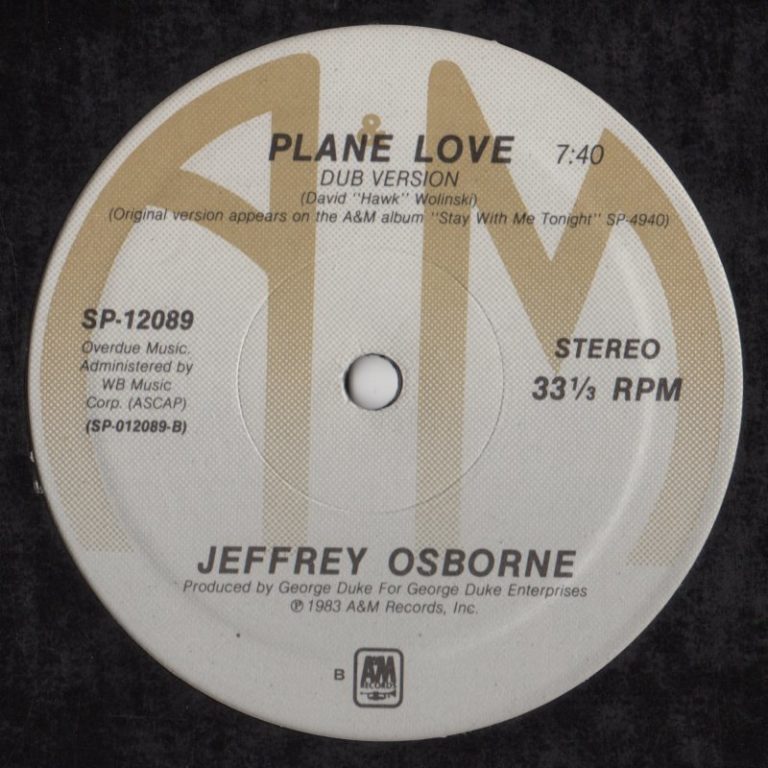 A&M
PLANE LOVE 7:40
DUB VERSION
(David "Hawk" Wolinski)
(Original version appears on the A&M album "Stay With Me Tonight" SP-4940)
SP-12089
Overdue Music.
Administered by
WB Music
Corp. (ASCAP)
(SP-012089-B)
STEREO
33⅓ RPM
JEFFREY OSBORNE
Produced by George Duke For George Duke Enterprises
℗ 1983 A&M Records, Inc.
B
A&M
RECORDS